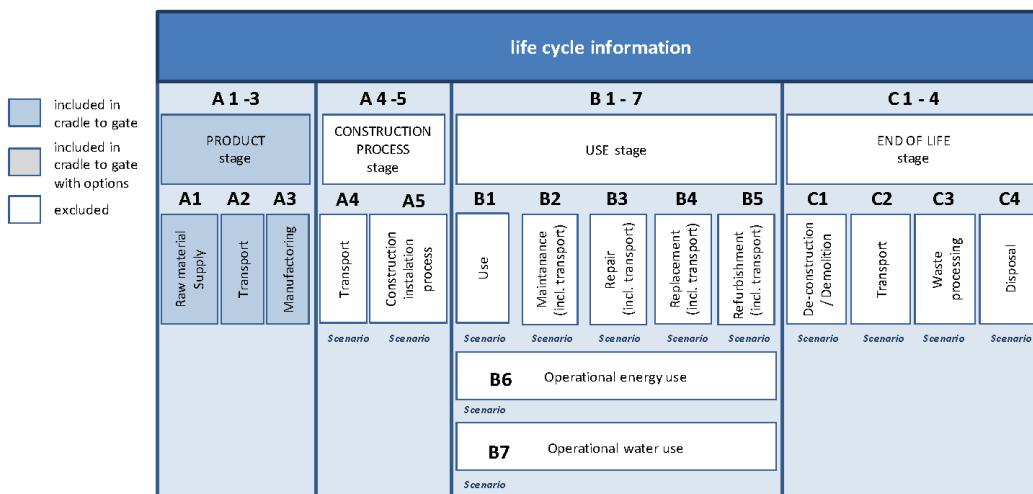 life cycle information
included in
cradle to gate
included in
cradle to gate
with options
excluded
A 1 -3
A 4 -5
B 1 - 7
C 1 - 4
PRODUCT
stage
CONSTRUCTION
PROCESS
stage
USE stage
END OF LIFE
stage
A1
A2
A3
A4
A5
B1
B2
B3
B4
B5
C1
C2
C3
C4
Raw material
Supply
Transport
Manufactoring
Transport
Construction
instalation
process
Use
Maintanance
(incl. transport)
Repair
(incl. transport)
Replacement
(incl. transport)
Refurbishment
(incl. transport)
De-construction
/ Demolition
Transport
Waste
processing
Disposal
Scenario
Scenario
Scenario
Scenario
Scenario
Scenario
Scenario
Scenario
Scenario
Scenario
Scenario
B6 Operational energy use
Scenario
B7 Operational water use
Scenario